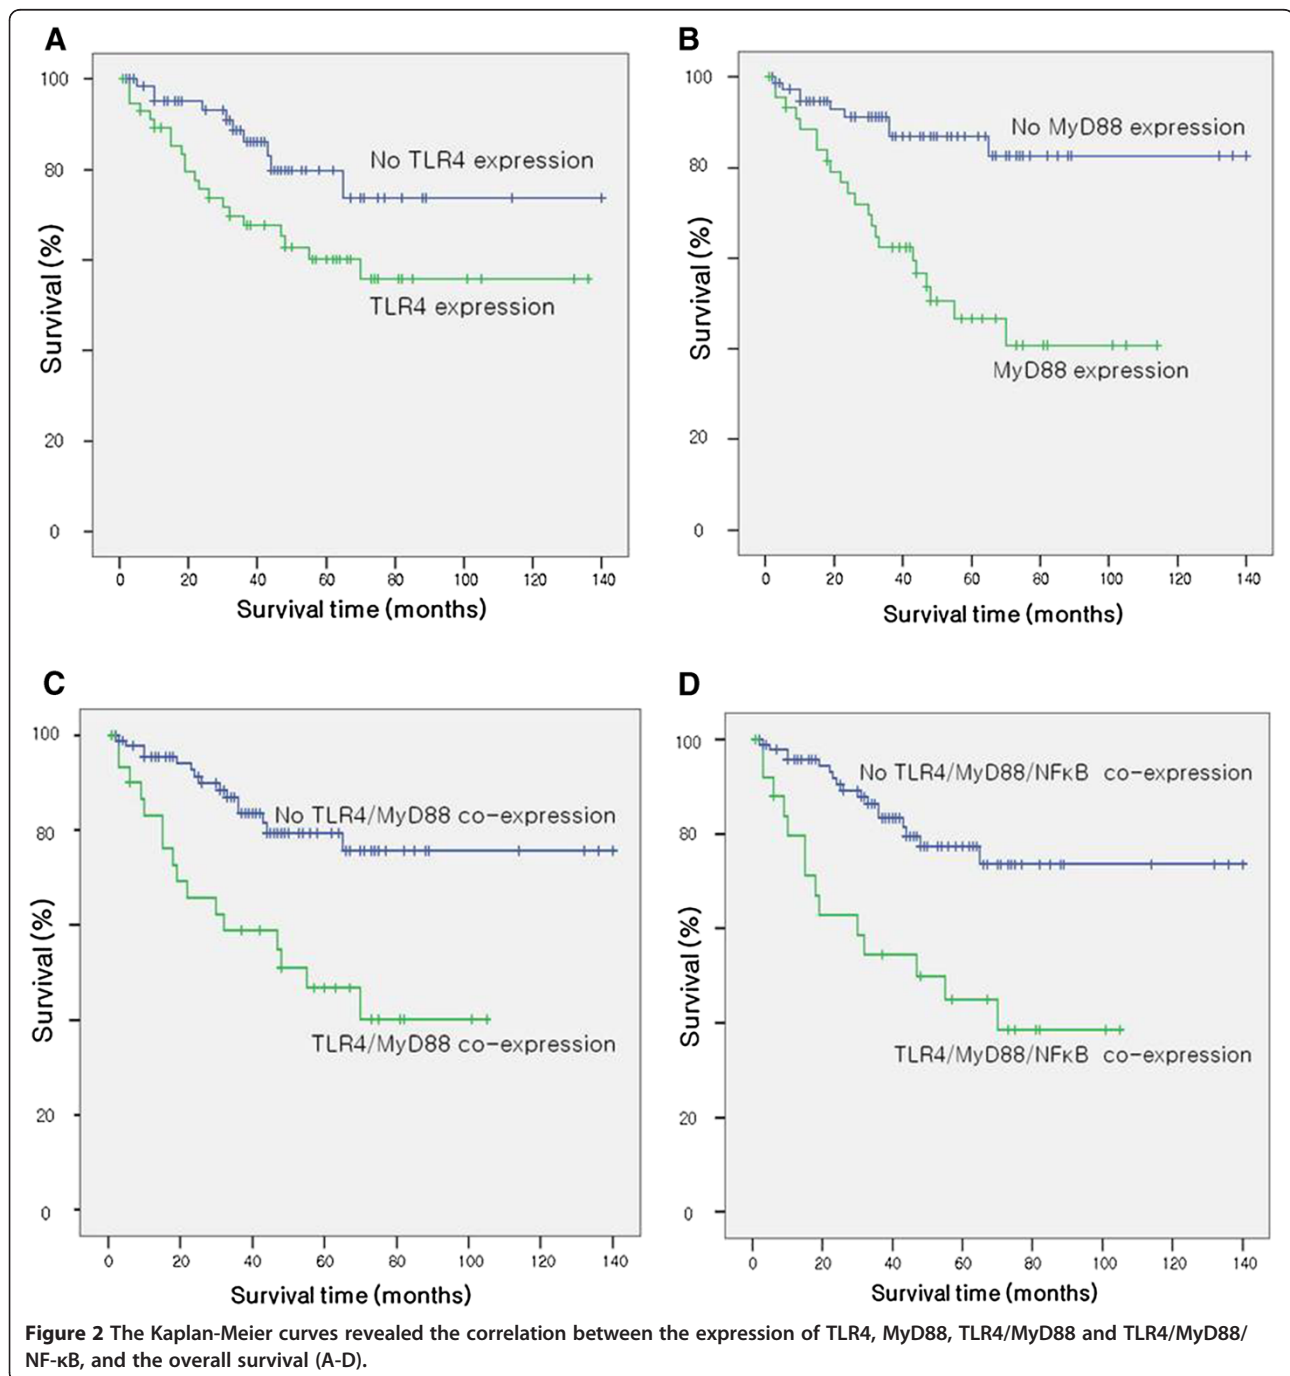 A
100
80
20
0
Survival (%)
No TLR4 expression
TLR4 expression
0 20 40 60 80 100 120 140
Survival time (months)
B
100
80
20
0
Survival (%)
No MyD88 expression
MyD88 expression
0 20 40 60 80 100 120 140
Survival time (months)
C
100
80
20
0
Survival (%)
No TLR4/MyD88 co-expression
TLR4/MyD88 co-expression
0 20 40 60 80 100 120 140
Survival time (months)
D
100
80
20
0
Survival (%)
No TLR4/MyD88/NFκB co-expression
TLR4/MyD88/NFκB co-expression
0 20 40 60 80 100 120 140
Survival time (months)
Figure 2 The Kaplan-Meier curves revealed the correlation between the expression of TLR4, MyD88, TLR4/MyD88 and TLR4/MyD88/
NF-κB, and the overall survival (A-D).